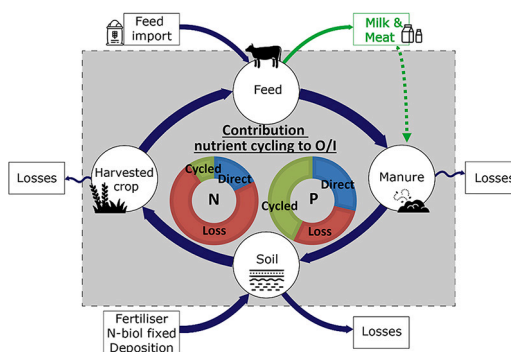 Feed
import
Milk &
Meat
Feed
Contribution
nutrient cycling to O/I
Harvested
crop
Cycled
Direct
N
Loss
Direct
Cycled
P
Loss
Manure
Losses
Losses
Soil
Fertiliser
N-biol fixed
Deposition
Losses